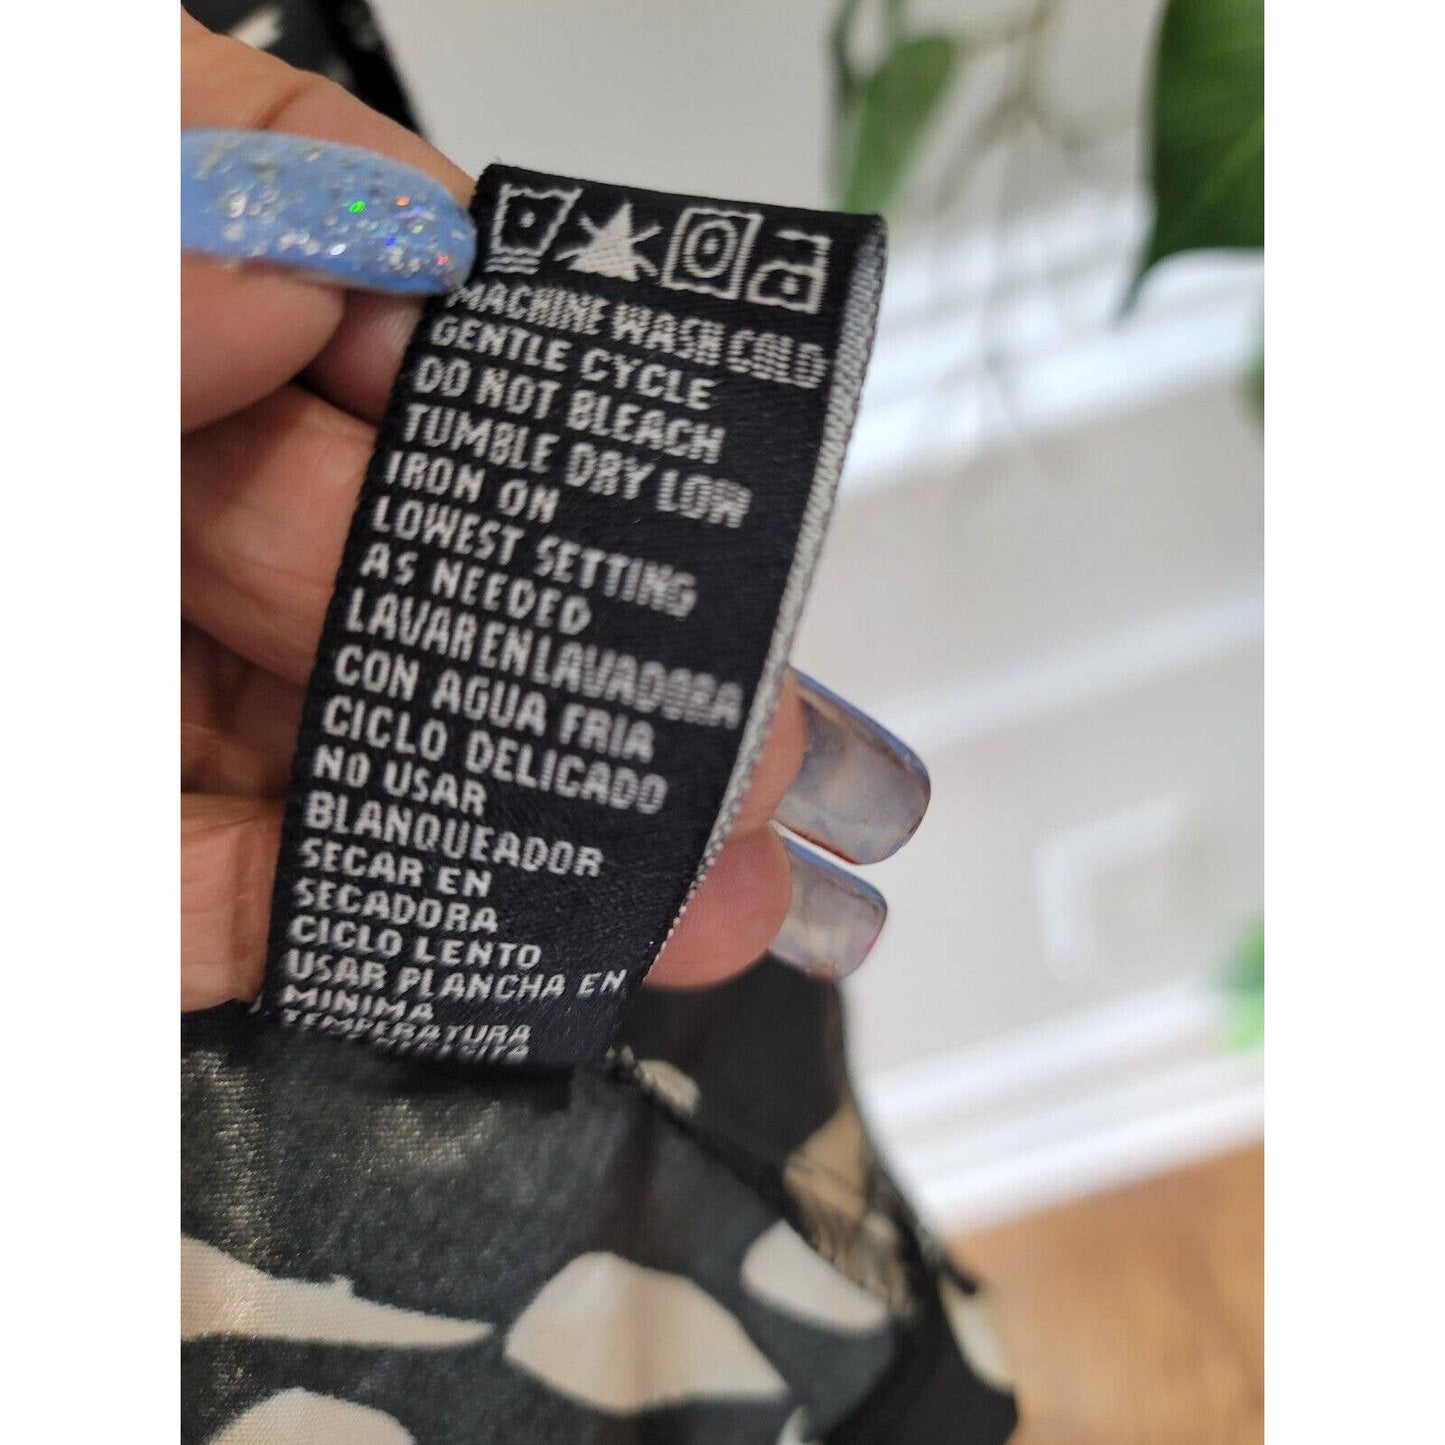 MACHINE WASH COLD
GENTLE CYCLE
DO NOT BLEACH
TUMBLE DRY LOW
IRON ON
LOWEST SETTING
AS NEEDED
LAVAR EN LAVADORA
CON AGUA FRIA
CICLO DELICADO
NO USAR
BLANQUEADOR
SECAR EN
SECADORA
CICLO LENTO
USAR PLANCHA EN
MINIMA
TEMPERATURA